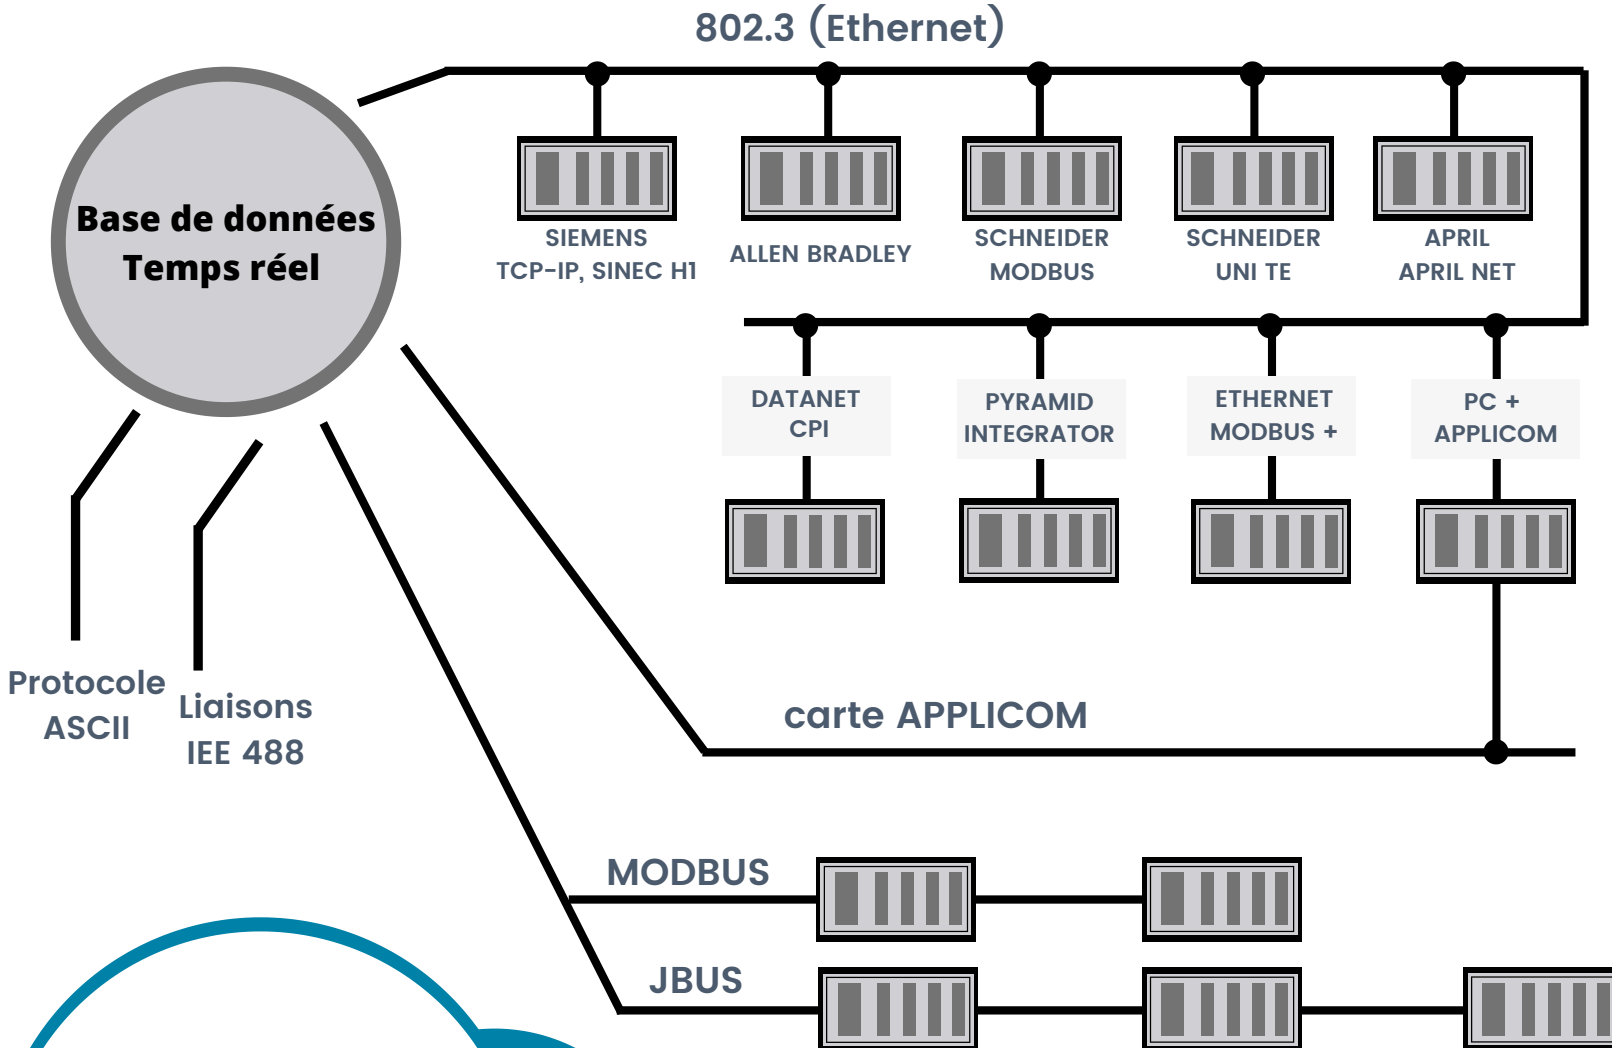 802.3 (Ethernet)
Base de données
Temps réel
SIEMENS
TCP-IP, SINEC H1
ALLEN BRADLEY
SCHNEIDER
MODBUS
SCHNEIDER
UNI TE
APRIL
APRIL NET
DATANET
CPI
PYRAMID
INTEGRATOR
ETHERNET
MODBUS +
PC +
APPLICOM
Protocole
ASCII
Liaisons
IEE 488
carte APPLICOM
MODBUS
JBUS